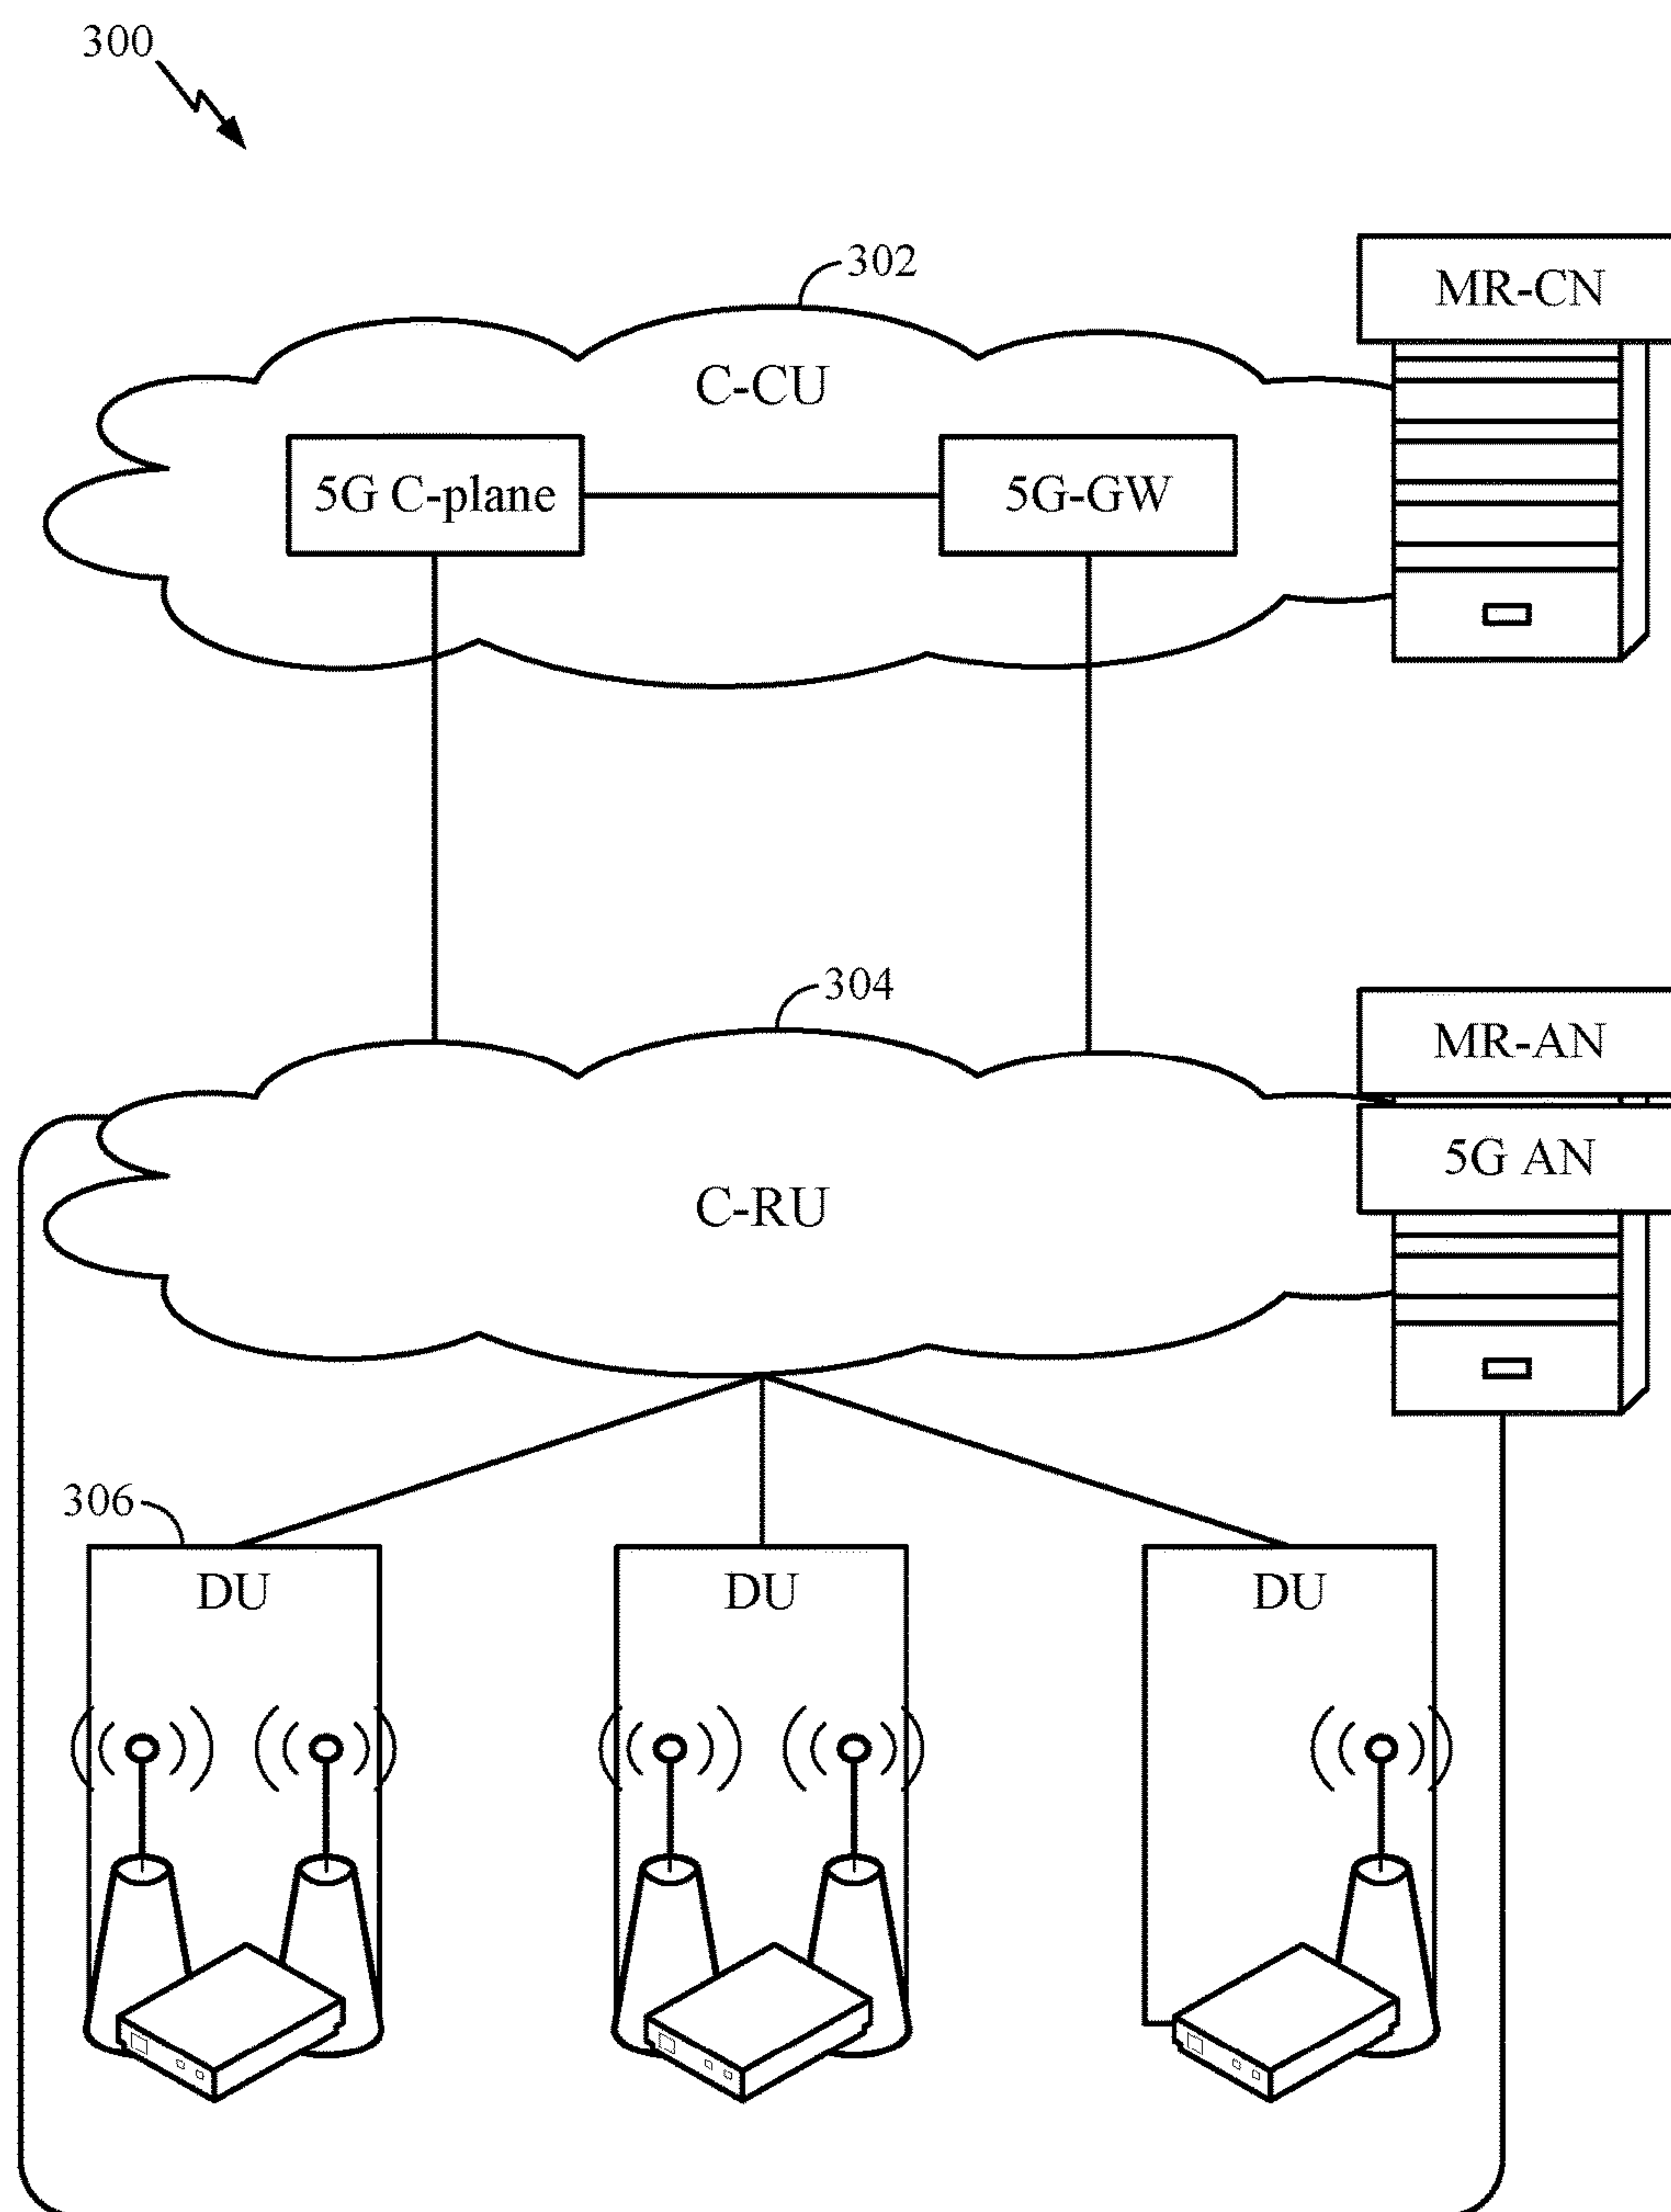 300
302
MR-CN
C-CU
5G C-plane
5G-GW
304
MR-AN
5G AN
C-RU
306
DU
DU
DU